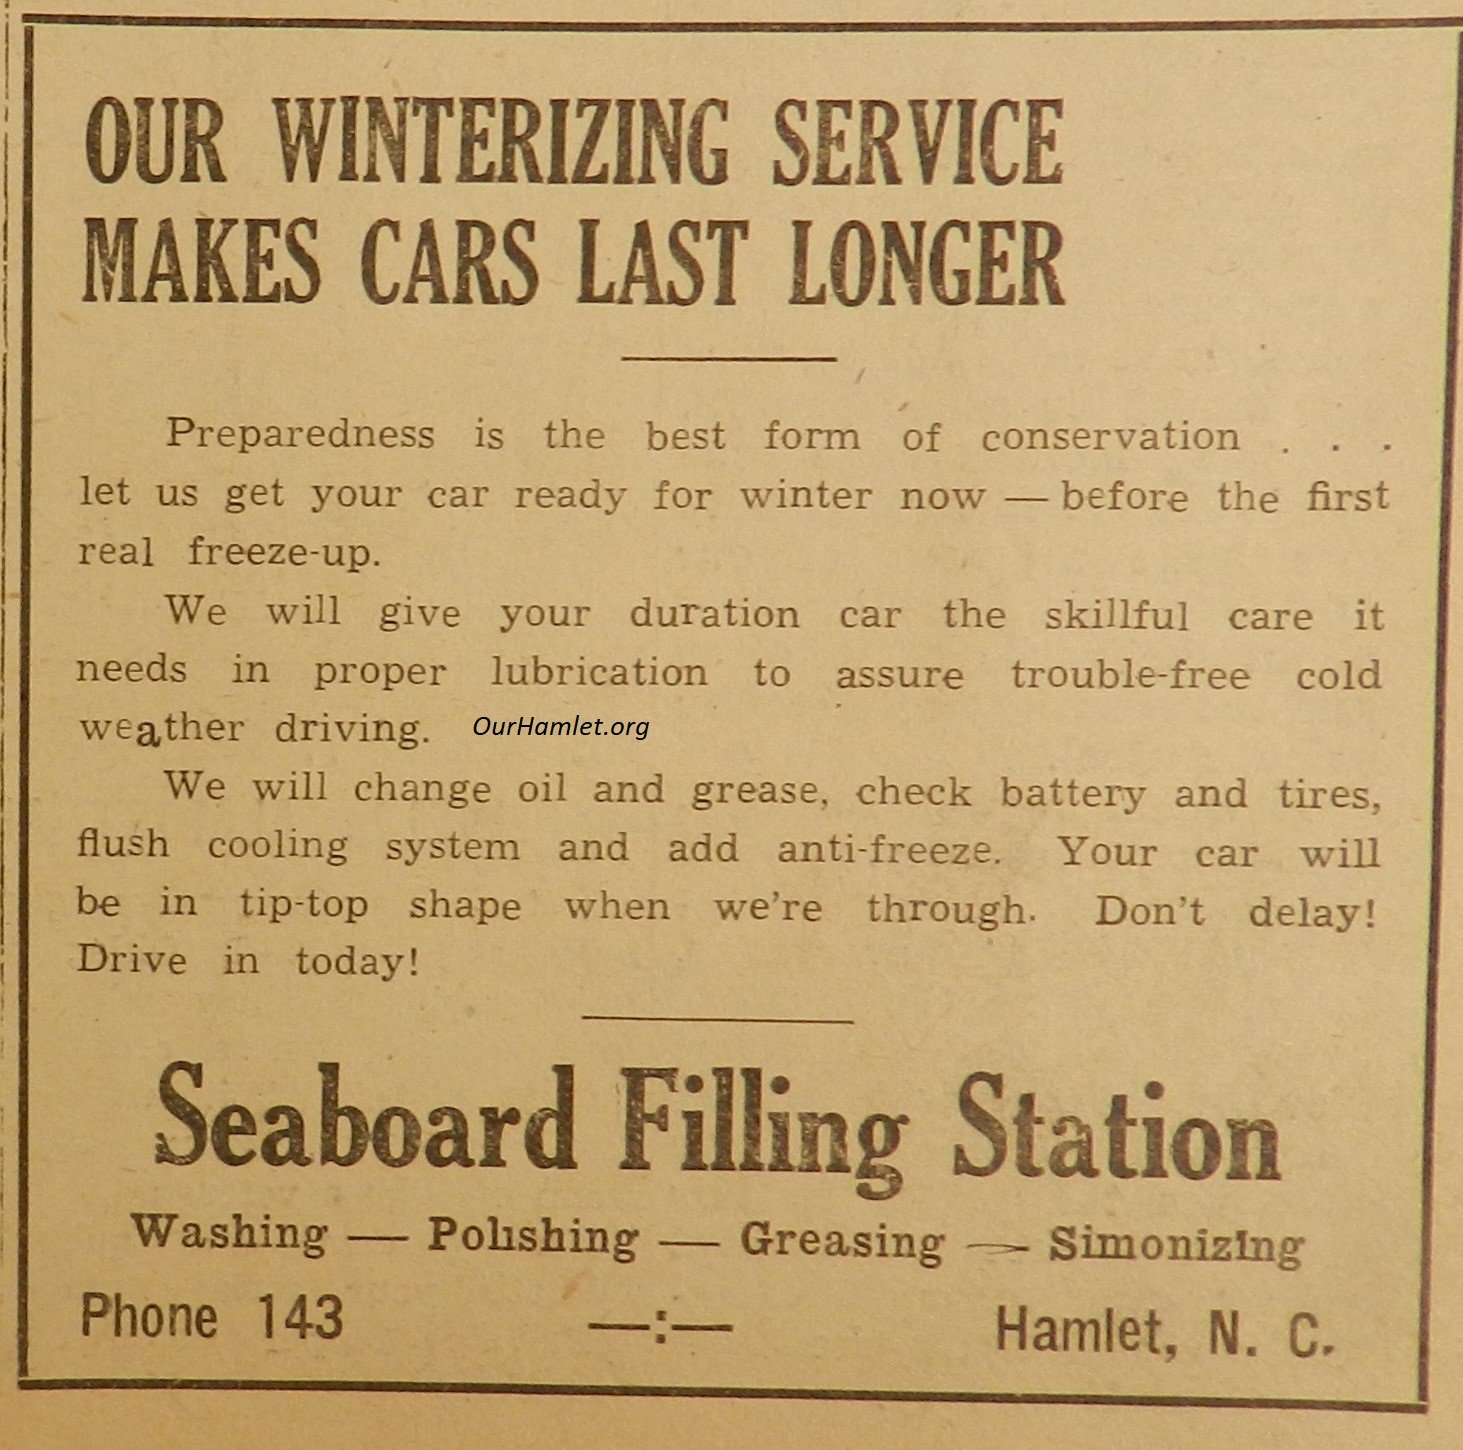 OUR WINTERIZING SERVICE
MAKES CARS LAST LONGER
Preparedness is the best form of conservation . . .
let us get your car ready for winter now — before the first
real freeze-up.
We will give your duration car the skillful care it
needs in proper lubrication to assure trouble-free cold
weather driving. OurHamlet.org
We will change oil and grease, check battery and tires,
flush cooling system and add anti-freeze. Your car will
be in tip-top shape when we're through. Don't delay!
Drive in today!
Seaboard Filling Station
Washing — Polishing — Greasing — Simonizing
Phone 143 —:— Hamlet, N. C.